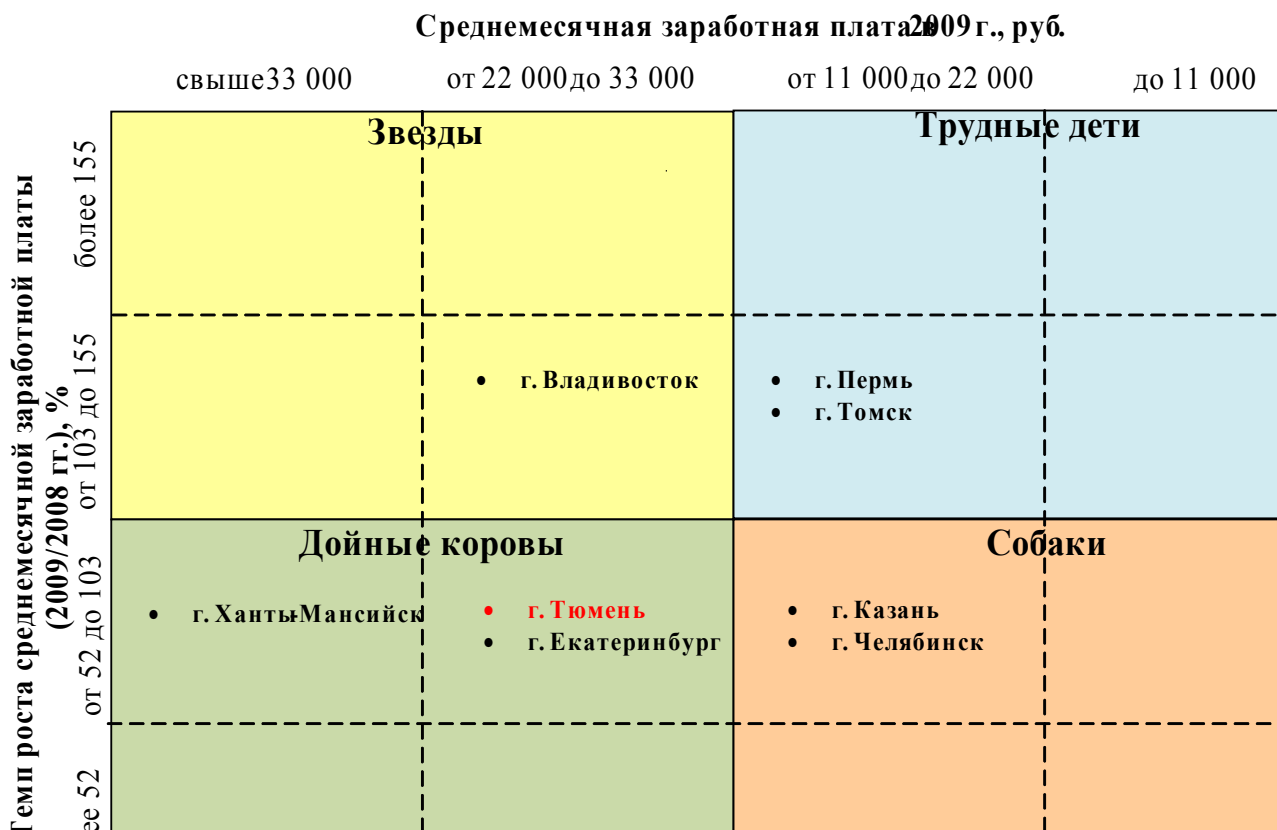 Среднемесячная заработная плата в 2009 г., руб.
свыше 33 000
от 22 000 до 33 000
от 11 000 до 22 000
до 11 000
Темп роста среднемесячной заработной платы
(2009/2008 гг.), %
более 155
от 103 до 155
от 52 до 103
52
Звезды
Трудные дети
• г. Владивосток
• г. Пермь
• г. Томск
Дойные коровы
Собаки
• г. Ханты-Мансийск
• г. Тюмень
• г. Екатеринбург
• г. Казань
• г. Челябинск